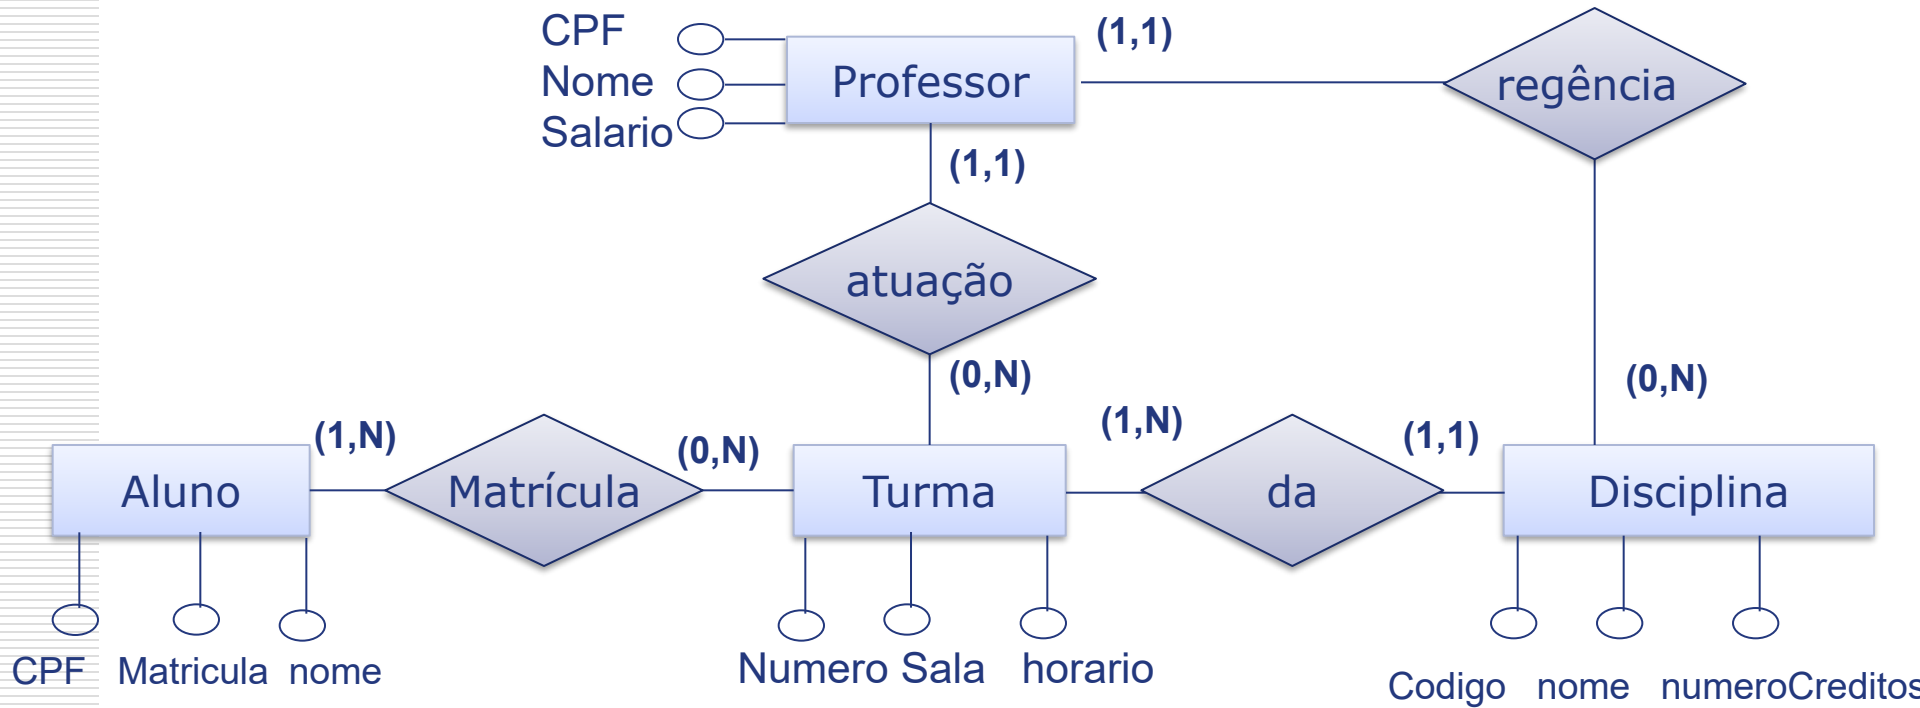 CPF
Nome
Salario
Professor
(1,1)
regência
(1,1)
atuação
(0,N)
(0,N)
Aluno
(1,N)
Matrícula
(0,N)
Turma
(1,N)
da
(1,1)
Disciplina
CPF Matricula nome
Numero Sala horario
Codigo nome numeroCreditos